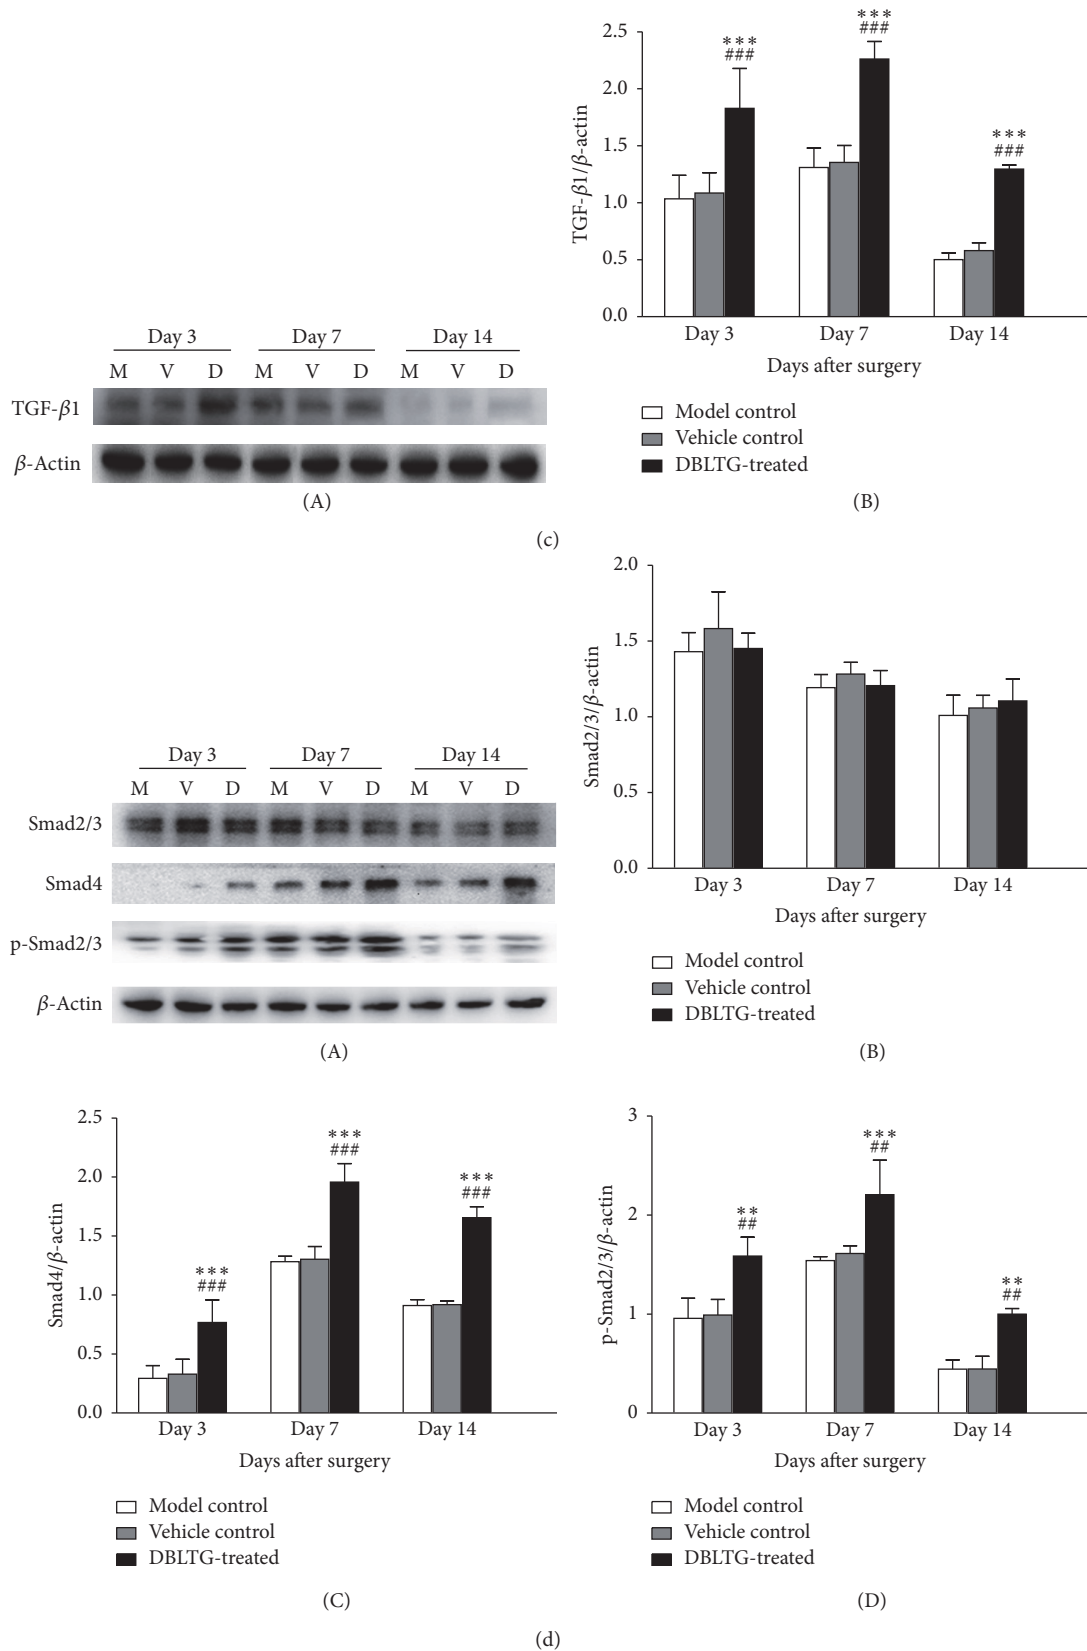 Day 3 Day 7 Day 14
M V D M V D M V D
TGF-β1
β-Actin
(A)
2.5
2.0
1.5
1.0
0.5
0.0
TGF-β1/β-actin
*** *** ***
### ### ###
Day 3 Day 7 Day 14
Days after surgery
Model control
Vehicle control
DBLTG-treated
(B)
(c)
Day 3 Day 7 Day 14
M V D M V D M V D
Smad2/3
Smad4
p-Smad2/3
β-Actin
(A)
2.0
1.5
1.0
0.5
0.0
Smad2/3/β-actin
Day 3 Day 7 Day 14
Days after surgery
Model control
Vehicle control
DBLTG-treated
(B)
2.5
2.0
1.5
1.0
0.5
0.0
Smad4/β-actin
*** *** ***
### ### ###
Day 3 Day 7 Day 14
Days after surgery
Model control
Vehicle control
DBLTG-treated
(C)
3
2
1
0
p-Smad2/3/β-actin
** *** **
## ## ##
Day 3 Day 7 Day 14
Days after surgery
Model control
Vehicle control
DBLTG-treated
(D)
(d)